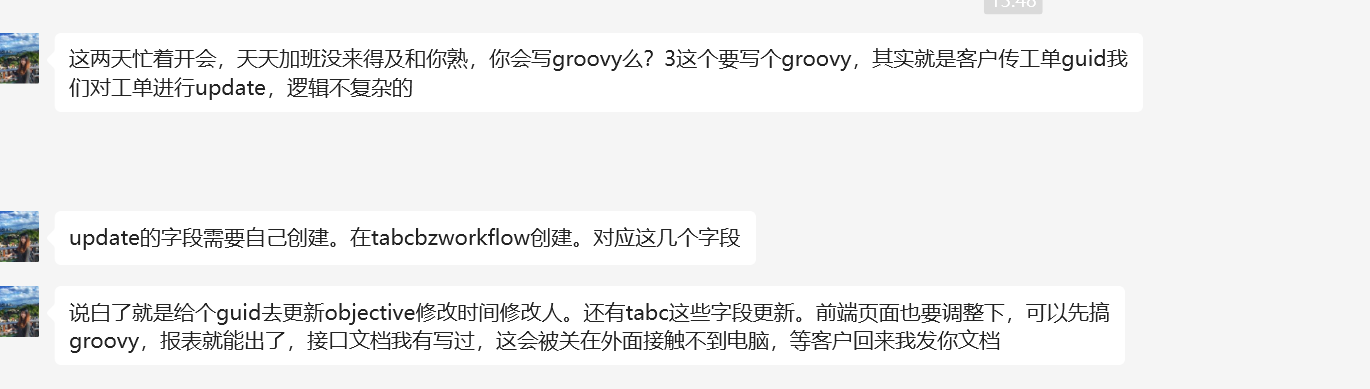 15:48
这两天忙着开会，天天加班没来得及和你熟，你会写groovy么？3这个要写个groovy，其实就是客户传工单guid我
们对工单进行update，逻辑不复杂的
update的字段需要自己创建。在tabcbzworkflow创建。对应这几个字段
说白了就是给个guid去更新objective修改时间修改人。还有tabc这些字段更新。前端页面也要调整下，可以先搞
groovy，报表就能出了，接口文档我有写过，这会被关在外面接触不到电脑，等客户回来我发你文档